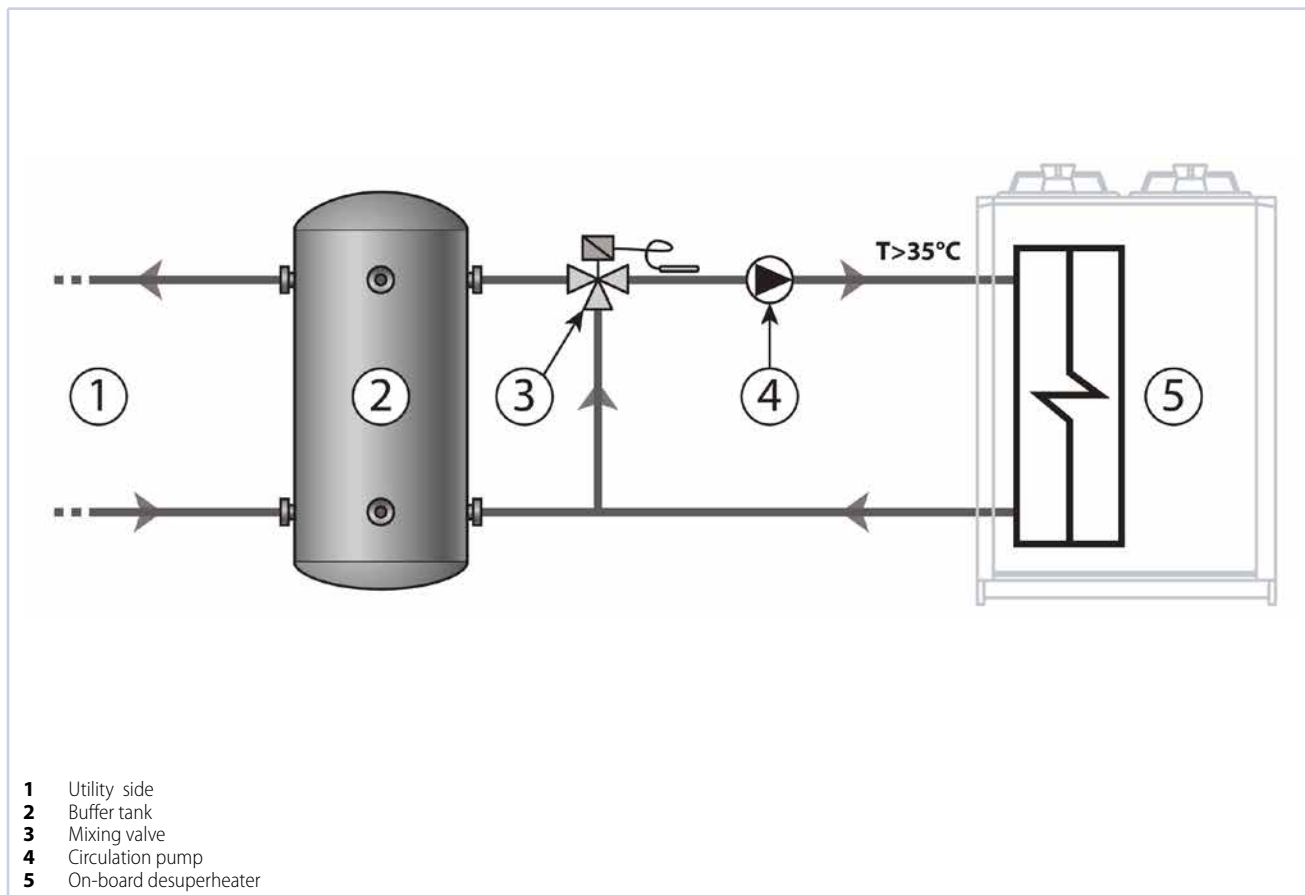 T>35°C
1
2
3
4
5
1 Utility side
2 Buffer tank
3 Mixing valve
4 Circulation pump
5 On-board desuperheater